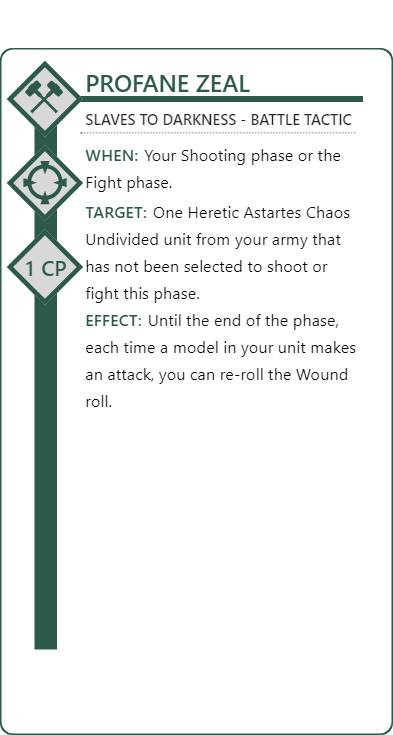 PROFANE ZEAL
SLAVES TO DARKNESS - BATTLE TACTIC
WHEN: Your Shooting phase or the
Fight phase.
TARGET: One Heretic Astartes Chaos
Undivided unit from your army that
has not been selected to shoot or
fight this phase.
EFFECT: Until the end of the phase,
each time a model in your unit makes
an attack, you can re-roll the Wound
roll.
1 CP